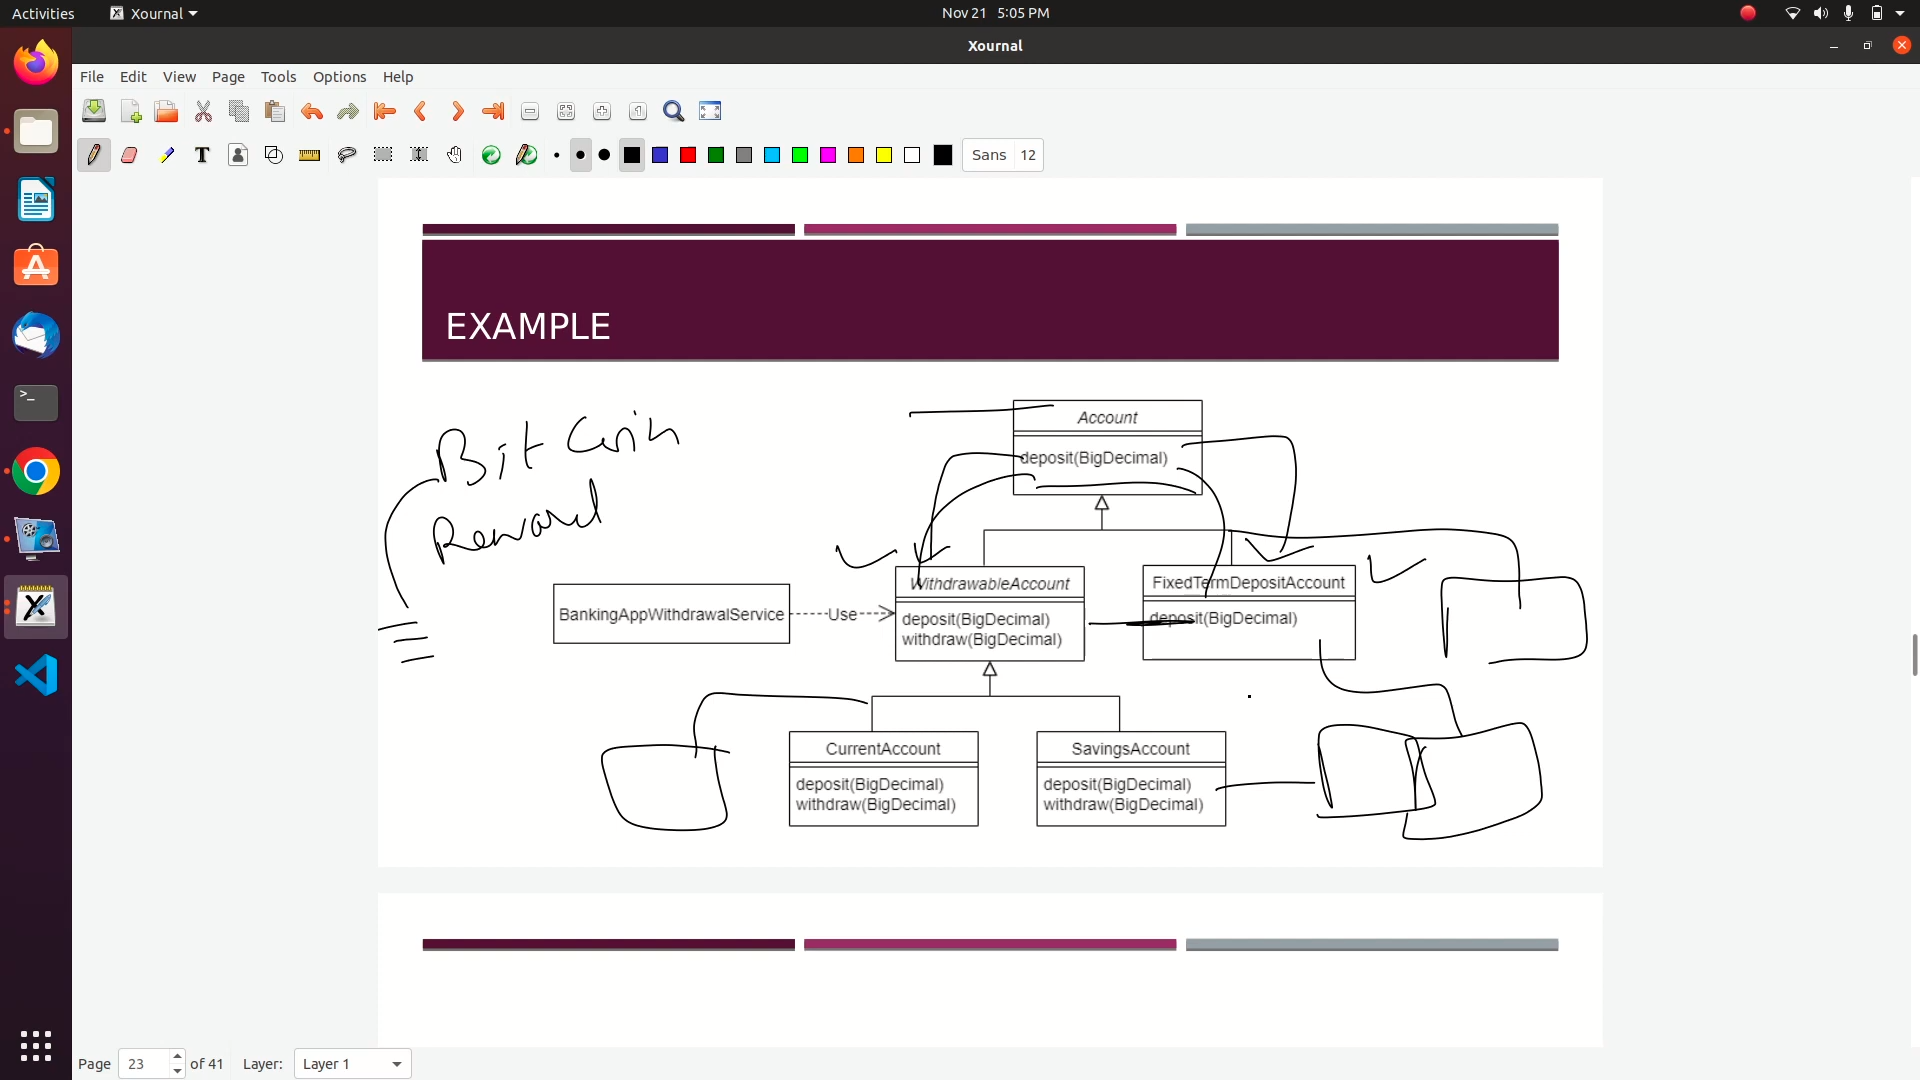 Activities
Xournal
Nov 21 5:05 PM
Xournal
File Edit View Page Tools Options Help
Sans 12
EXAMPLE
Bit Coin
Reward
Account
deposit(BigDecimal)
BankingAppWithdrawalService
Use
WithdrawableAccount
deposit(BigDecimal)
withdraw(BigDecimal)
FixedTermDepositAccount
deposit(BigDecimal)
CurrentAccount
deposit(BigDecimal)
withdraw(BigDecimal)
SavingsAccount
deposit(BigDecimal)
withdraw(BigDecimal)
Page 23 of 41 Layer: Layer 1